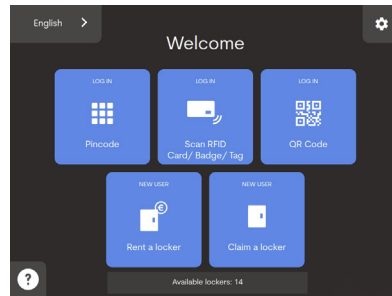 English
Welcome
LOG IN
Pincode
LOG IN
Scan RFID
Card/ Badge/ Tag
LOG IN
QR Code
NEW USER
€
Rent a locker
NEW USER
Claim a locker
?
Available lockers: 14